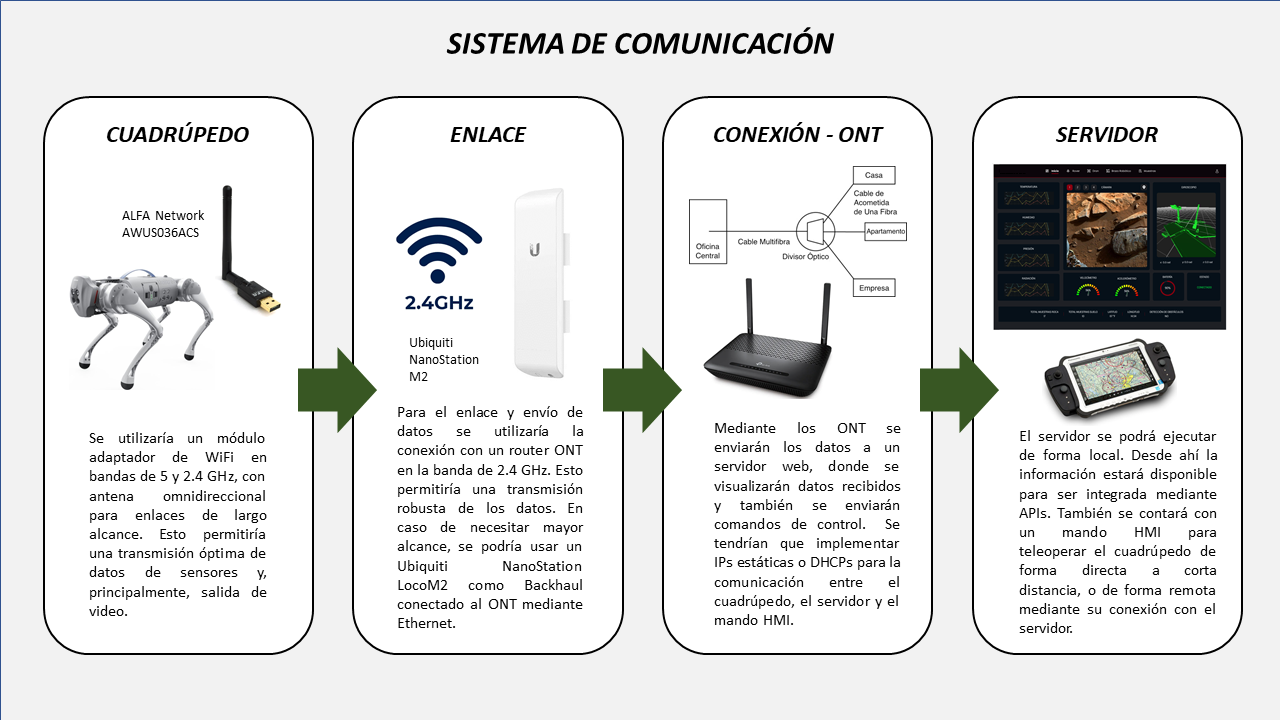 SISTEMA DE COMUNICACIÓN
CUADRÚPEDO
ALFA Network
AWUS036ACS
Se utilizaría un módulo
adaptador de WiFi en
bandas de 5 y 2.4 GHz, con
antena omnidireccional
para enlaces de largo
alcance. Esto permitiría
una transmisión óptima de
datos de sensores y,
principalmente, salida de
video.
ENLACE
2.4GHz
Ubiquiti
NanoStation
M2
Para el enlace y envío de
datos se utilizaría la
conexión con un router ONT
en la banda de 2.4 GHz. Esto
permitiría una transmisión
robusta de los datos. En
caso de necesitar mayor
alcance, se podría usar un
Ubiquiti NanoStation
LocoM2 como Backhaul
conectado al ONT mediante
Ethernet.
CONEXIÓN - ONT
Casa
Cable de
Acometida
de Una Fibra
Apartamento
Oficina
Central
Cable Multifibra
Divisor Óptico
Empresa
Mediante los ONT se
enviarán los datos a un
servidor web, donde se
visualizarán datos recibidos
y también se enviarán
comandos de control. Se
tendrían que implementar
IPs estáticas o DHCPs para la
comunicación entre el
cuadrúpedo, el servidor y el
mando HMI.
SERVIDOR
El servidor se podrá ejecutar
de forma local. Desde ahí la
información estará disponible
para ser integrada mediante
APIs. También se contará con
un mando HMI para
teleoperar el cuadrúpedo de
forma directa a corta
distancia, o de forma remota
mediante su conexión con el
servidor.